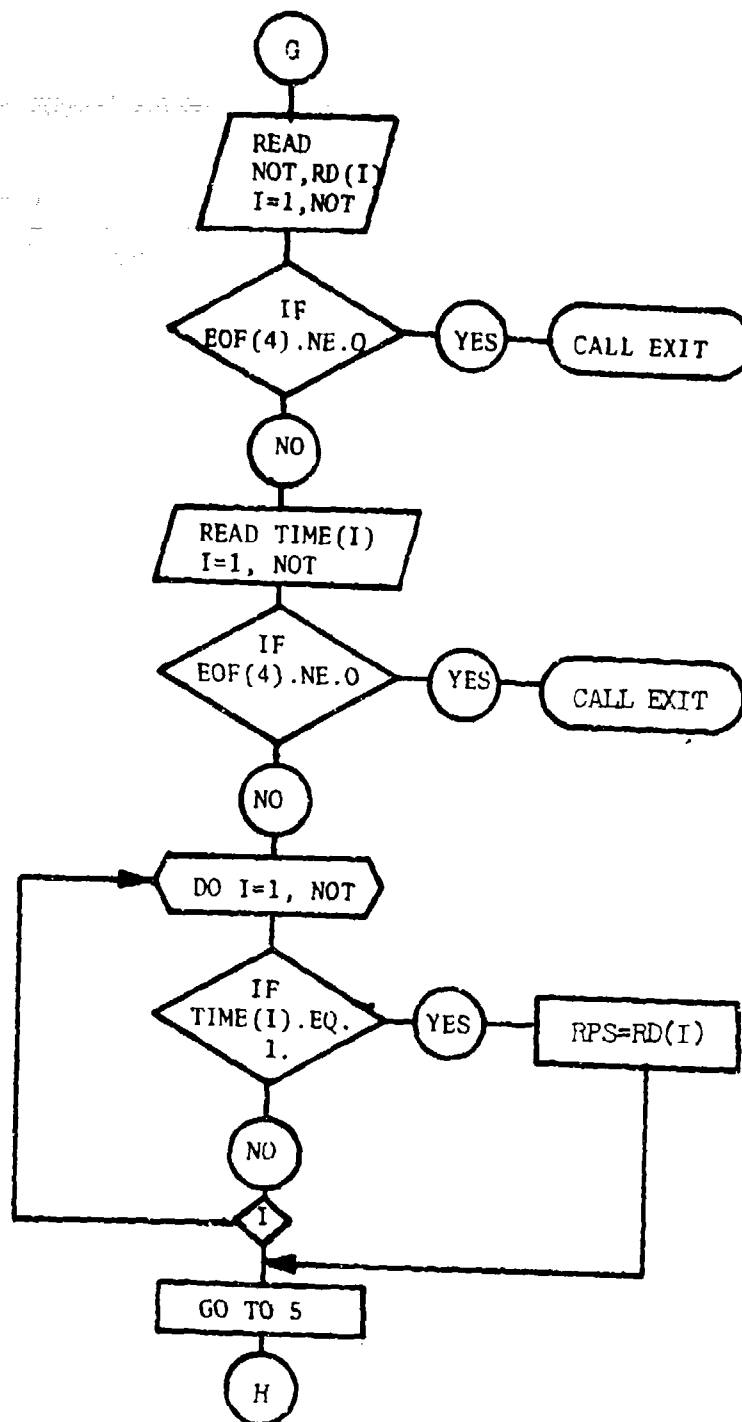 G
READ
NOT,RD(I)
I=1,NOT
IF
EOF(4).NE.0
YES
CALL EXIT
NO
READ TIME(I)
I=1, NOT
IF
EOF(4).NE.0
YES
CALL EXIT
NO
DO I=1, NOT
IF
TIME(I).EQ.
1.
YES
RPS=RD(I)
NO
I
GO TO 5
H